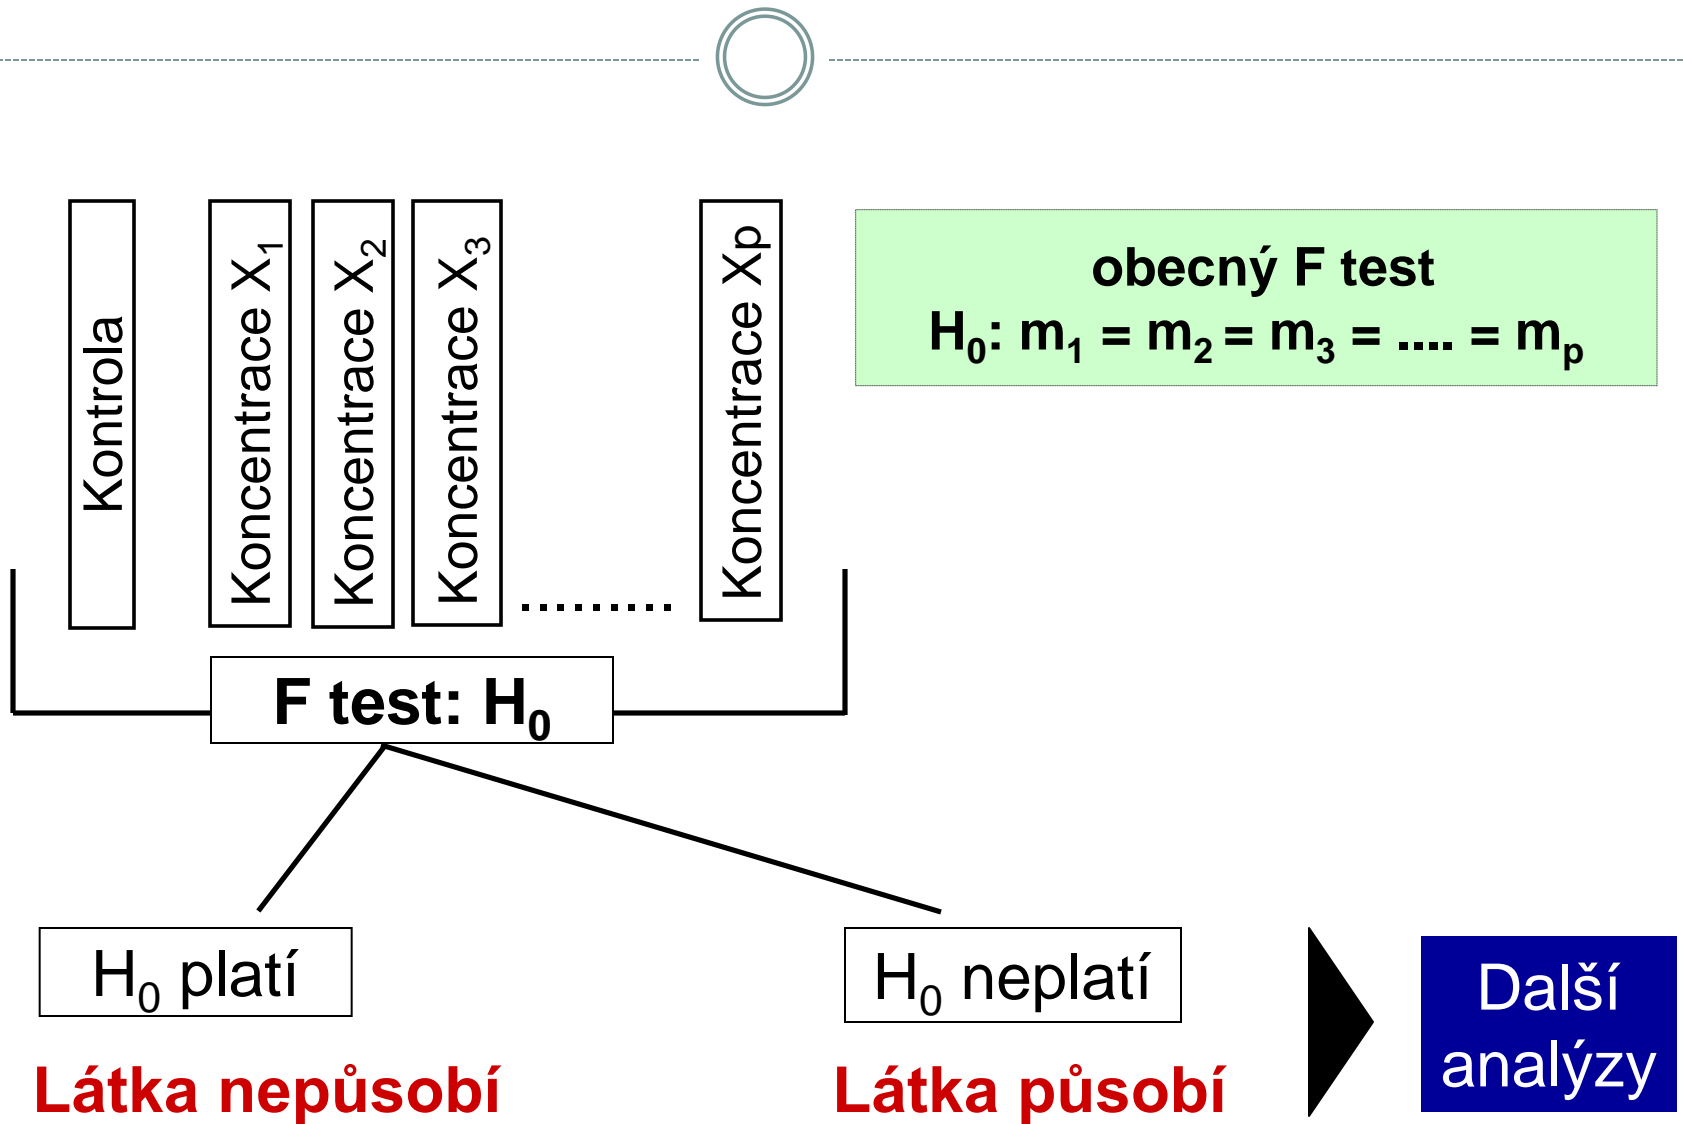 Kontrola
Koncentrace X₁
Koncentrace X₂
Koncentrace X₃
.........
Koncentrace Xp
obecný F test
H₀: m₁ = m₂ = m₃ = .... = mₚ
F test: H₀
H₀ platí
H₀ neplatí
Látka nepůsobí
Látka působí
Další
analýzy